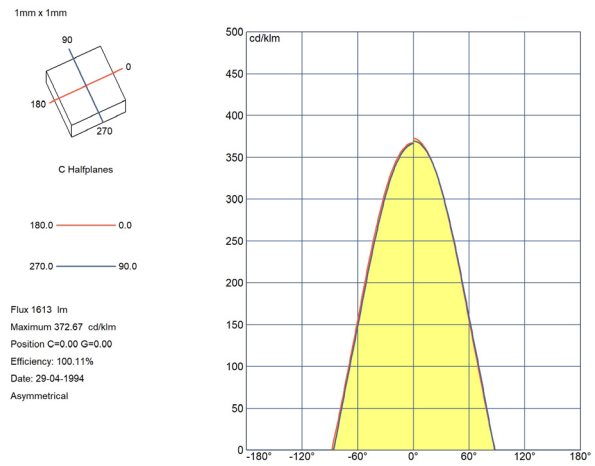 1mm x 1mm
90
0
180
270
C Halfplanes
180.0 0.0
270.0 90.0
Flux 1613 lm
Maximum 372.67 cd/klm
Position C=0.00 G=0.00
Efficiency: 100.11%
Date: 29-04-1994
Asymmetrical
500
cd/klm
450
400
350
300
250
200
150
100
50
0
-180° -120° -60° 0° 60° 120° 180°